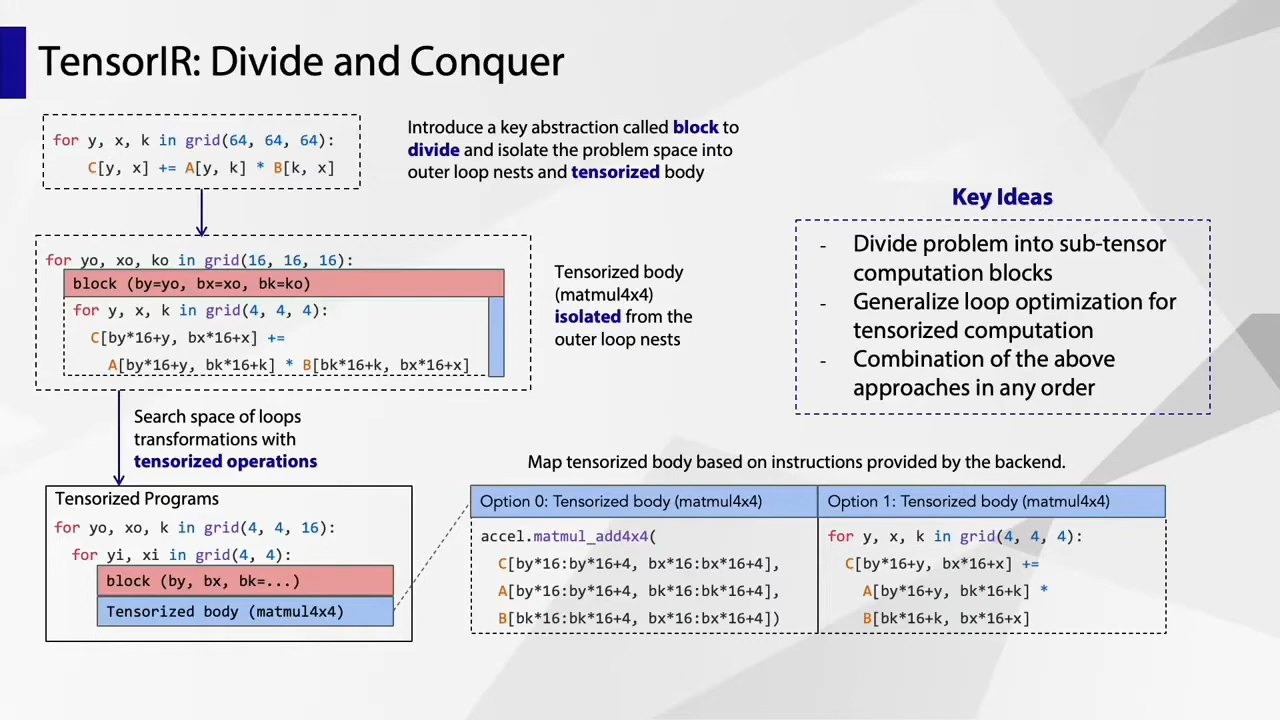 TensorIR: Divide and Conquer
for y, x, k in grid(64, 64, 64):
C[y, x] += A[y, k] * B[k, x]
Introduce a key abstraction called block to
divide and isolate the problem space into
outer loop nests and tensorized body
for yo, xo, ko in grid(16, 16, 16):
block (by=yo, bx=xo, bk=ko)
for y, x, k in grid(4, 4, 4):
C[by*16+y, bx*16+x] +=
A[by*16+y, bk*16+k] * B[bk*16+k, bx*16+x]
Tensorized body
(matmul4x4)
isolated from the
outer loop nests
Key Ideas
- Divide problem into sub-tensor
computation blocks
- Generalize loop optimization for
tensorized computation
- Combination of the above
approaches in any order
Search space of loops
transformations with
tensorized operations
Tensorized Programs
for yo, xo, k in grid(4, 4, 16):
for yi, xi in grid(4, 4):
block (by, bx, bk=...)
Tensorized body (matmul4x4)
Map tensorized body based on instructions provided by the backend.
Option 0: Tensorized body (matmul4x4)
accel.matmul_add4x4(
C[by*16:by*16+4, bx*16:bx*16+4],
A[by*16:by*16+4, bk*16:bk*16+4],
B[bk*16:bk*16+4, bx*16:bx*16+4])
Option 1: Tensorized body (matmul4x4)
for y, x, k in grid(4, 4, 4):
C[by*16+y, bx*16+x] +=
A[by*16+y, bk*16+k] *
B[bk*16+k, bx*16+x]